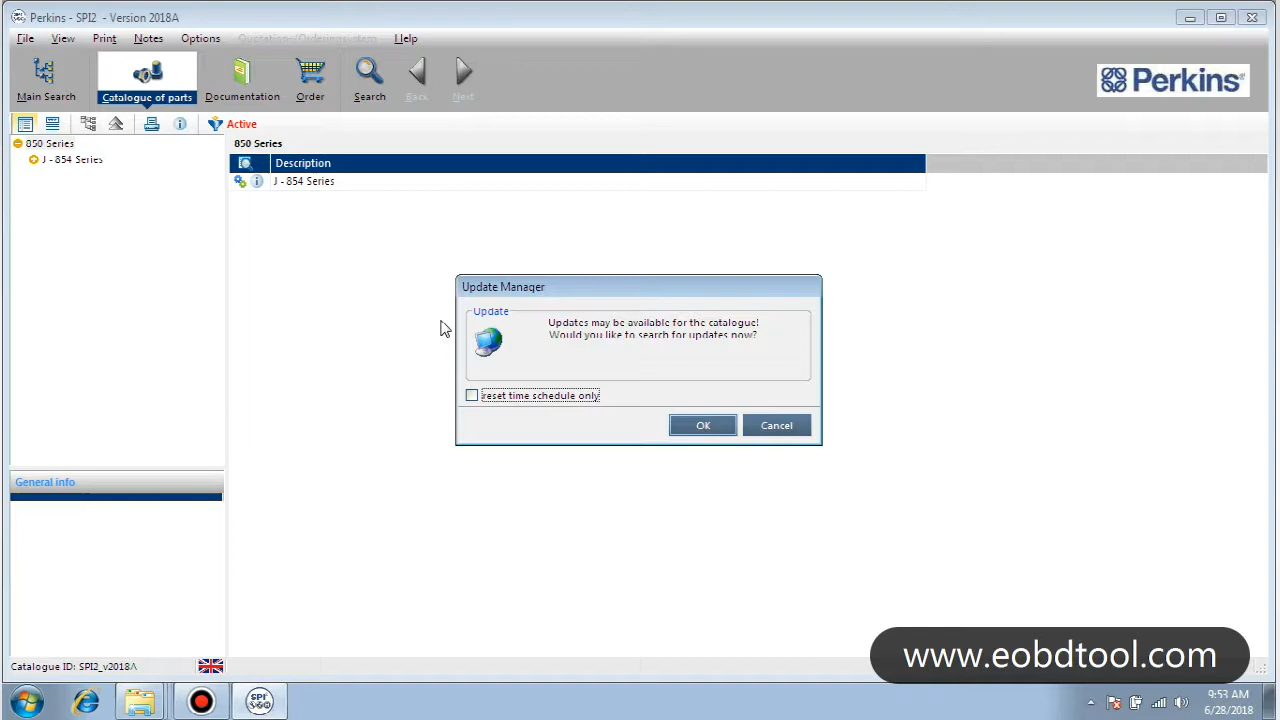 Perkins - SPI2 - Version 2018A
File View Print Notes Options Quotation-/Orderingsystem Help
Main Search Catalogue of parts Documentation Order Search Back Next
Perkins
Active
850 Series
J - 854 Series
850 Series
Description
J - 854 Series
Update Manager
Update
Updates may be available for the catalogue!
Would you like to search for updates now?
reset time schedule only
OK Cancel
General info
www.eobdtool.com
Catalogue ID: SPI2_v2018A
9:53 AM
6/28/2018